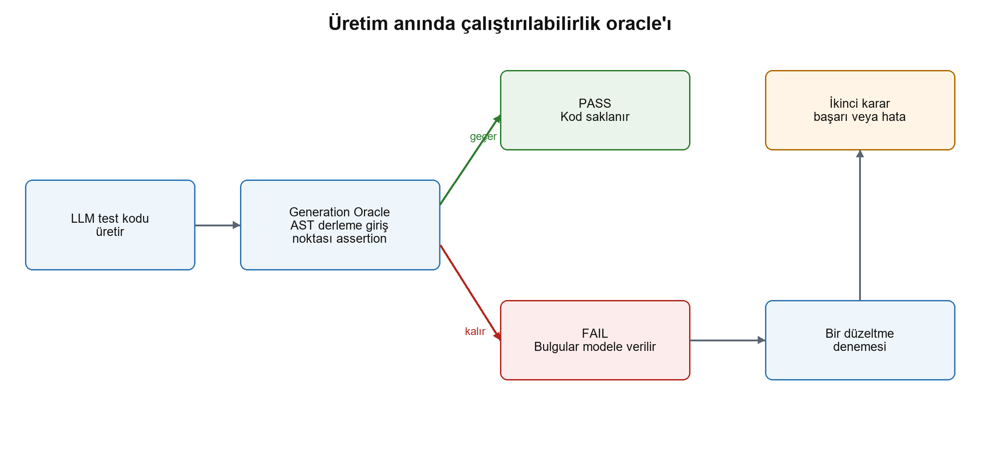 Üretim anında çalıştırılabilirlik oracle'ı
LLM test kodu
üretir
Generation Oracle
AST derleme giriş
noktası assertion
geçer
PASS
Kod saklanır
kalır
FAIL
Bulgular modele verilir
Bir düzeltme
denemesi
İkinci karar
başarı veya hata